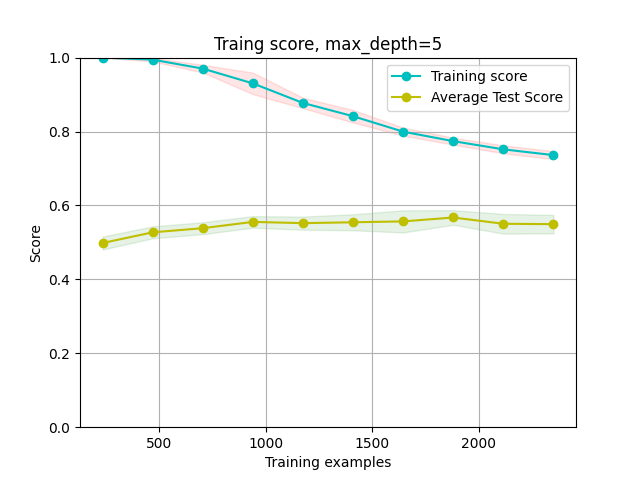 Traing score, max_depth=5
Training score
Average Test Score
1.0
0.8
0.6
0.4
0.2
0.0
Score
500
1000
1500
2000
Training examples